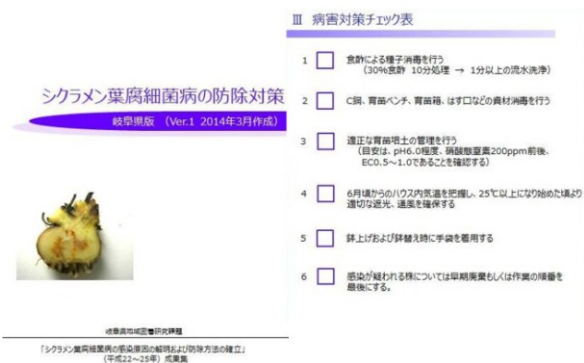 シクラメン葉腐細菌病の防除対策
岐阜県版 (Ver.1 2014年3月作成)
岐阜県地域密着研究課題
「シクラメン葉腐細菌病の感染原因の解明および防除方法の確立」
(平成22~25年) 成果集
Ⅲ 病害対策チェック表
1 食酢による種子消毒を行う
(30%食酢 10分処理 → 1分以上の流水洗浄)
2 C鋼、育苗ベンチ、育苗箱、はす口などの資材消毒を行う
3 適正な育苗培土の管理を行う
(目安は、pH6.0程度、硝酸態窒素200ppm前後、
EC0.5~1.0であることを確認する)
4 6月頃からのハウス内気温を把握し、25℃以上になり始めた頃より
適切な遮光、通風を確保する
5 鉢上げおよび鉢替え時に手袋を着用する
6 感染が疑われる株については早期廃棄もしくは作業の順番を
最後にする。